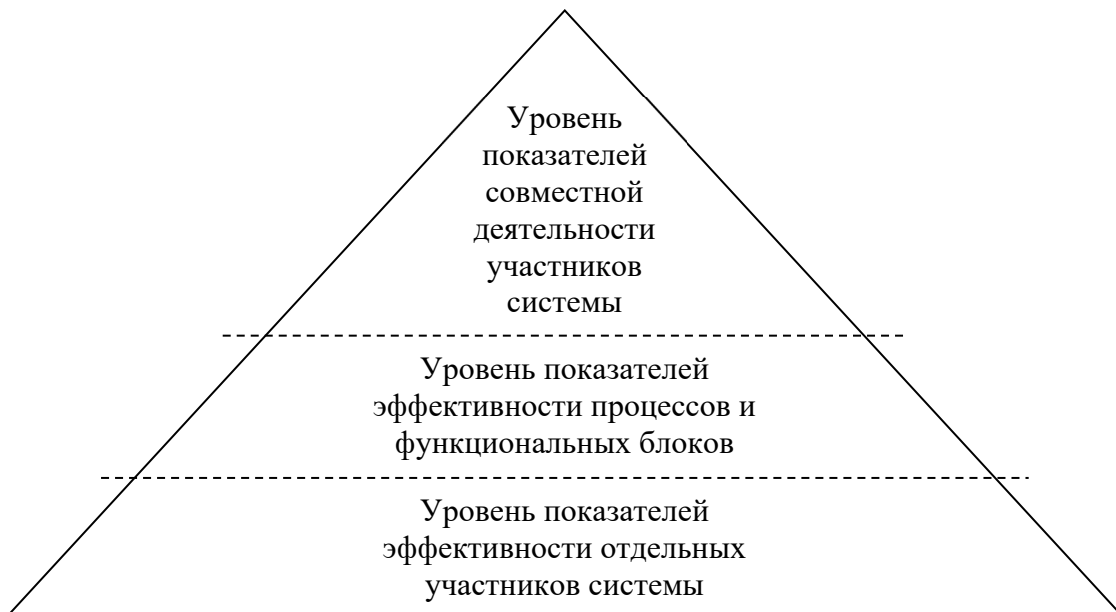 Уровень
показателей
совместной
деятельности
участников
системы
Уровень показателей
эффективности процессов и
функциональных блоков
Уровень показателей
эффективности отдельных
участников системы